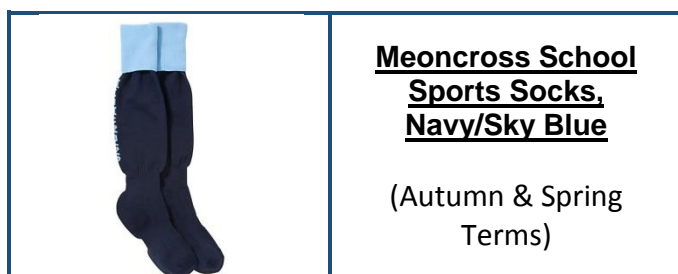 Meoncross School
Sports Socks,
Navy/Sky Blue
(Autumn & Spring
Terms)